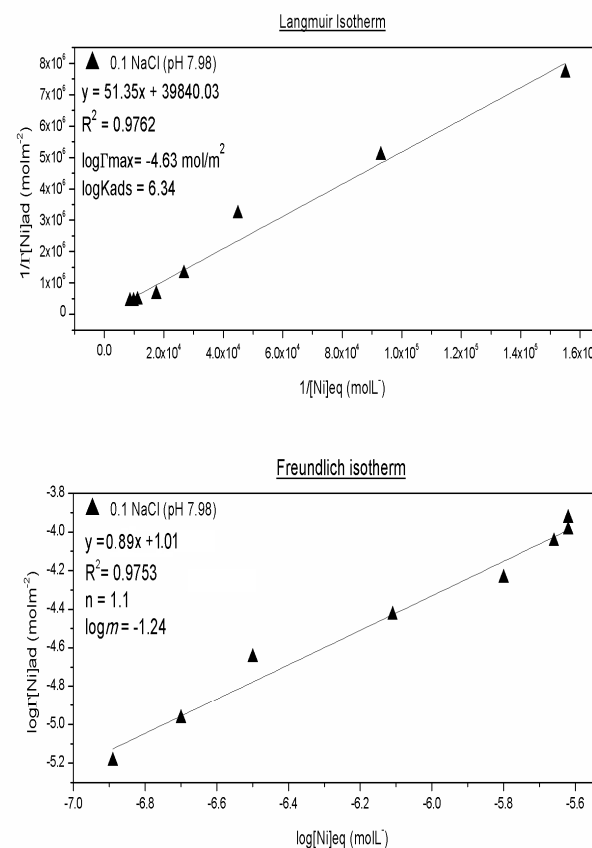 Langmuir Isotherm
8x10⁶
7x10⁶
6x10⁶
5x10⁶
4x10⁶
3x10⁶
2x10⁶
1x10⁶
0
1/Γ[Ni]ad (molm⁻²)
▲ 0.1 NaCl (pH 7.98)
y = 51.35x + 39840.03
R² = 0.9762
logΓmax= -4.63 mol/m²
logKads = 6.34
0.0 2.0x10⁴ 4.0x10⁴ 6.0x10⁴ 8.0x10⁴ 1.0x10⁵ 1.2x10⁵ 1.4x10⁵ 1.6x10
1/[Ni]eq (molL⁻)
Freundlich isotherm
-3.8
-4.0
-4.2
-4.4
-4.6
-4.8
-5.0
-5.2
logΓ[Ni]ad (molm⁻²)
▲ 0.1 NaCl (pH 7.98)
y =0.89x +1.01
R²= 0.9753
n = 1.1
logm = -1.24
-7.0 -6.8 -6.6 -6.4 -6.2 -6.0 -5.8 -5.6
log[Ni]eq (molL⁻)